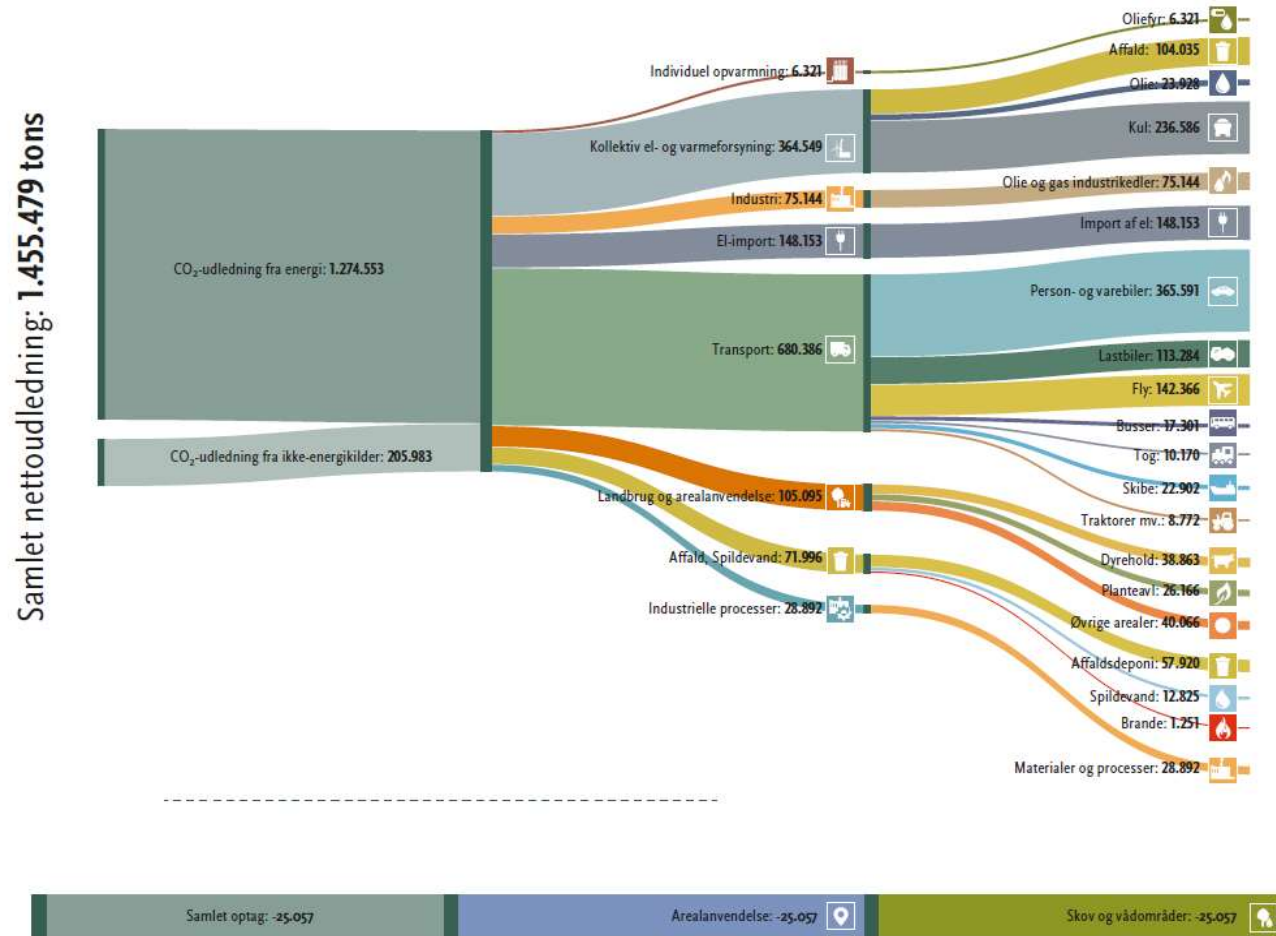 Samlet nettoudledning: 1.455.479 tons
CO₂-udledning fra energi: 1.274.553
CO₂-udledning fra ikke-energikilder: 205.983
Individuel opvarmning: 6.321
Kollektiv el- og varmeforsyning: 364.549
Industri: 75.144
El-import: 148.153
Transport: 680.386
Landbrug og arealanvendelse: 105.095
Affald, Spildevand: 71.996
Industrielle processer: 28.892
Oliefyr: 6.321
Affald: 104.035
Olie: 23.928
Kul: 236.586
Olie og gas industrikedler: 75.144
Import af el: 148.153
Person- og varebiler: 365.591
Lastbiler: 113.284
Fly: 142.366
Busser: 17.301
Tog: 10.170
Skibe: 22.902
Traktorer mv.: 8.772
Dyrehold: 38.863
Planteavl: 26.166
Øvrige arealer: 40.066
Affaldsdeponi: 57.920
Spildevand: 12.825
Brande: 1.251
Materialer og processer: 28.892
Samlet optag: -25.057
Arealanvendelse: -25.057
Skov og vådområder: -25.057